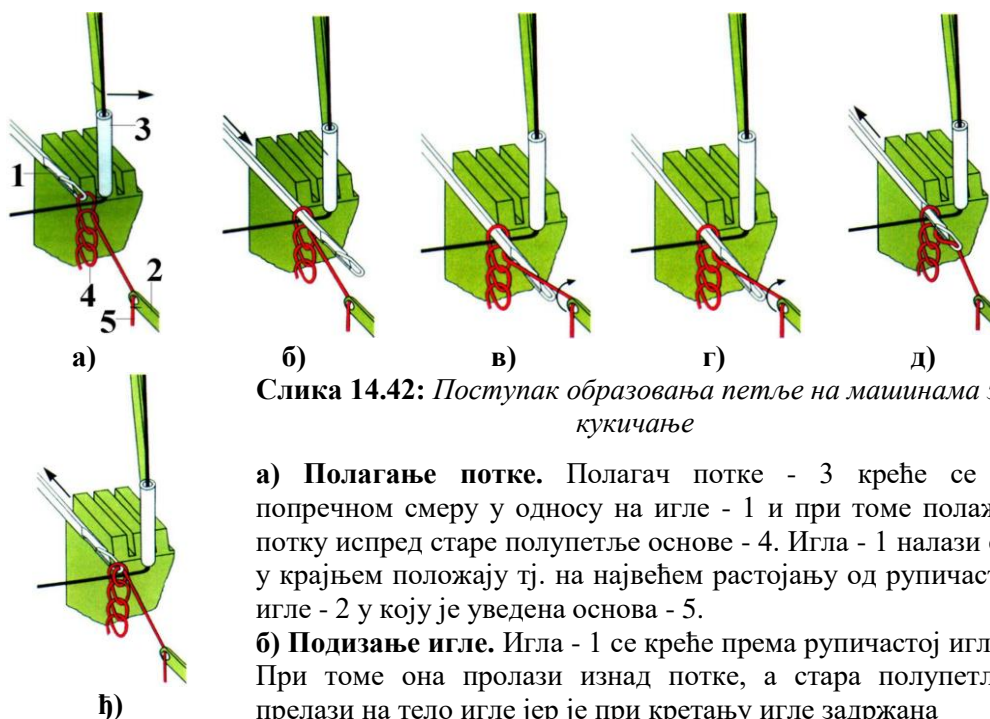 1
3
4
2
5
а)
б)
в)
г)
д)
ђ)
Слика 14.42: Поступак образовања петље на машинама з
кукичање
а) Полагање потке. Полагач потке - 3 креће се
попречном смеру у односу на игле - 1 и при томе полаж
потку испред старе полупетље основе - 4. Игла - 1 налази
у крајњем положају тј. на највећем растојању од рупичаст
игле - 2 у коју је уведена основа - 5.
б) Подизање игле. Игла - 1 се креће према рупичастој игл
При томе она пролази изнад потке, а стара полупетл
прелази на тело игле јер је при кретању игле задржана